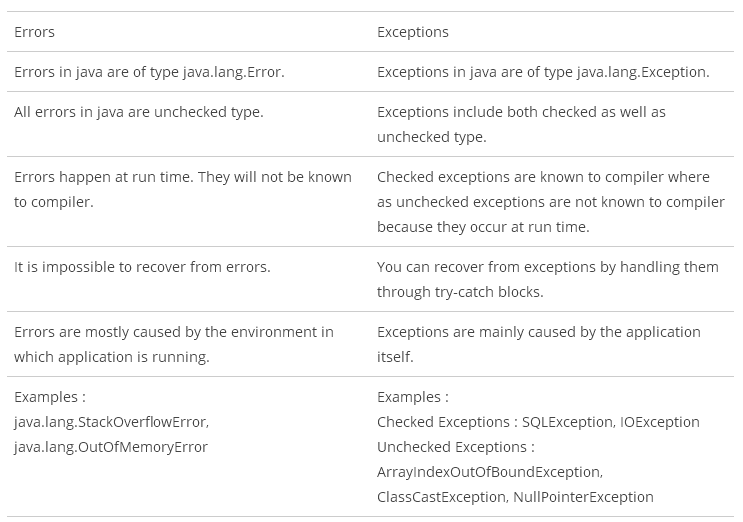 Errors
Exceptions
Errors in java are of type java.lang.Error.
Exceptions in java are of type java.lang.Exception.
All errors in java are unchecked type.
Exceptions include both checked as well as
unchecked type.
Errors happen at run time. They will not be known
to compiler.
Checked exceptions are known to compiler where
as unchecked exceptions are not known to compiler
because they occur at run time.
It is impossible to recover from errors.
You can recover from exceptions by handling them
through try-catch blocks.
Errors are mostly caused by the environment in
which application is running.
Exceptions are mainly caused by the application
itself.
Examples :
java.lang.StackOverflowError,
java.lang.OutOfMemoryError
Examples :
Checked Exceptions : SQLException, IOException
Unchecked Exceptions :
ArrayIndexOutOfBoundException,
ClassCastException, NullPointerException